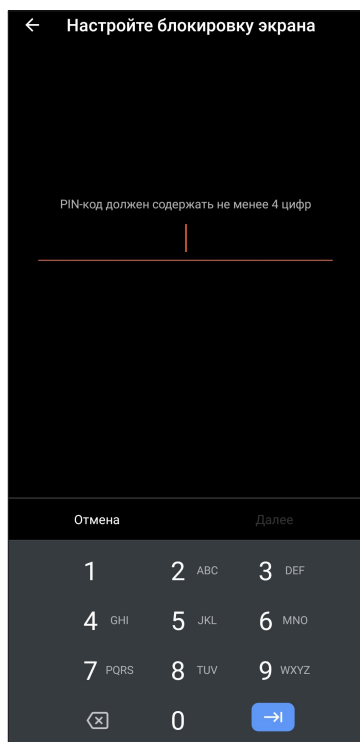 Настройте блокировку экрана
PIN-код должен содержать не менее 4 цифр
Отмена Далее
1 2 ABC 3 DEF
4 GHI 5 JKL 6 MNO
7 PQRS 8 TUV 9 WXYZ
0